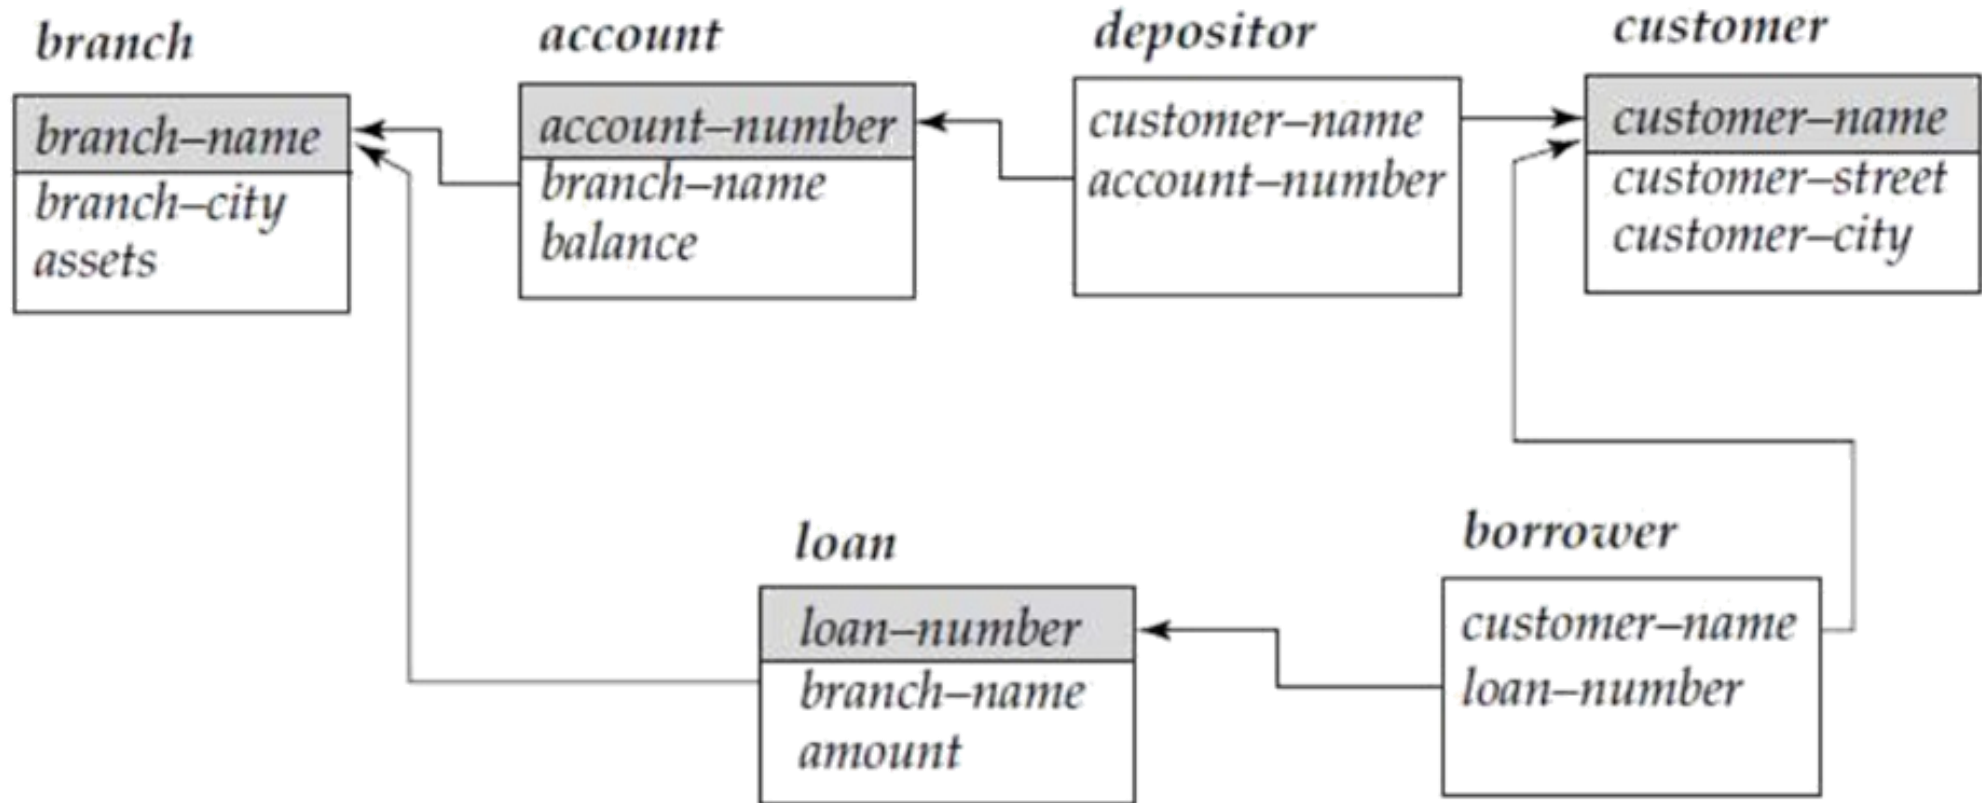 branch
branch–name
branch–city
assets
account
account–number
branch–name
balance
depositor
customer–name
account–number
customer
customer–name
customer–street
customer–city
loan
loan–number
branch–name
amount
borrower
customer–name
loan–number